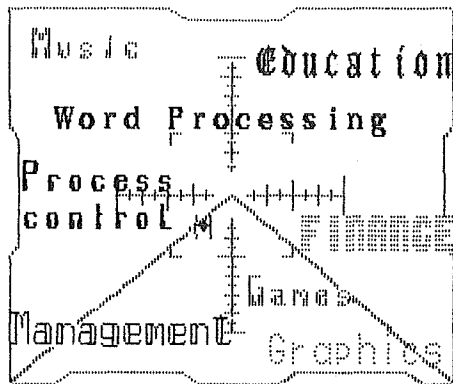 Music
Education
Word Processing
Process
control
FINANCE
Games
Management
Graphics